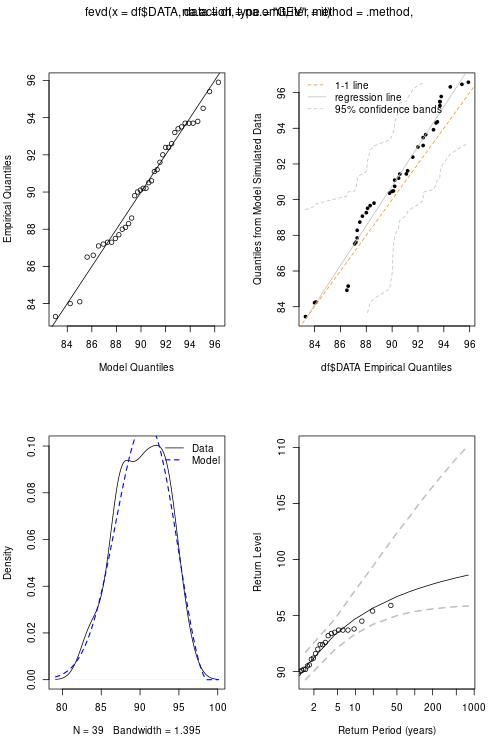 fevd(x = df$DATA,
method = .method,
96
94
92
90
88
86
84
Empirical Quantiles
84 86 88 90 92 94 96
Model Quantiles
1-1 line
regression line
95% confidence bands
96
94
92
90
88
86
84
Quantiles from Model Simulated Data
84 86 88 90 92 94 96
df$DATA Empirical Quantiles
Data
Model
0.10
0.08
0.06
0.04
0.02
0.00
Density
80 85 90 95 100
N = 39 Bandwidth = 1.395
110
105
100
95
90
Return Level
2 5 10 50 200 1000
Return Period (years)